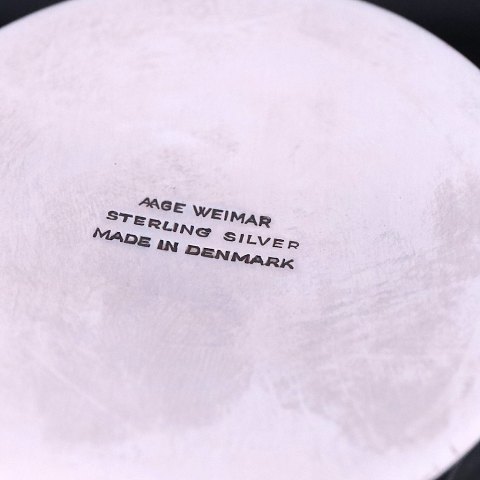 AAGE WEIMAR
STERLING SILVER
MADE IN DENMARK